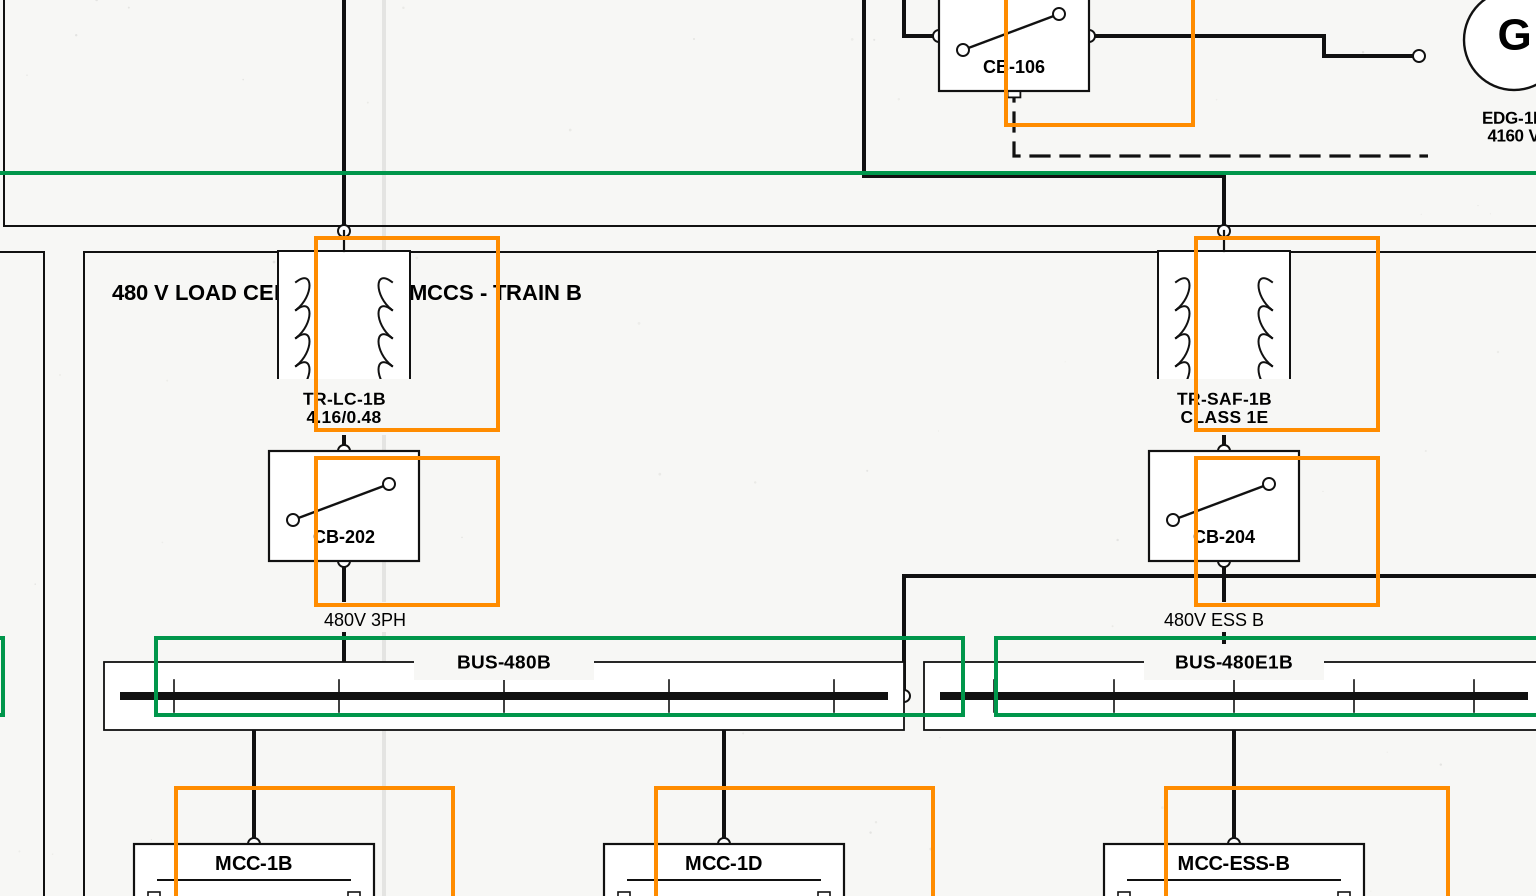 G
CB-106
EDG-1
4160 V
480 V LOAD CE MCCS - TRAIN B
TR-LC-1B
4.16/0.48
TR-SAF-1B
CLASS 1E
CB-202
CB-204
480V 3PH
480V ESS B
BUS-480B
BUS-480E1B
MCC-1B
MCC-1D
MCC-ESS-B